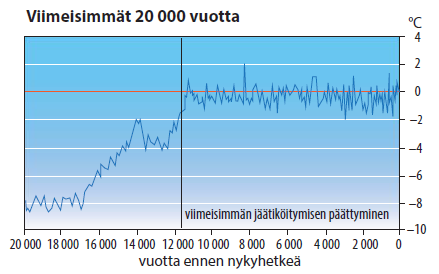 Viimeisimmät 20 000 vuotta
°C
4
2
0
−2
−4
−6
−8
−10
viimeisimmän jäätiköitymisen päättyminen
20 000 18 000 16 000 14 000 12 000 10 000 8 000 6 000 4 000 2 000 0
vuotta ennen nykyhetkeä